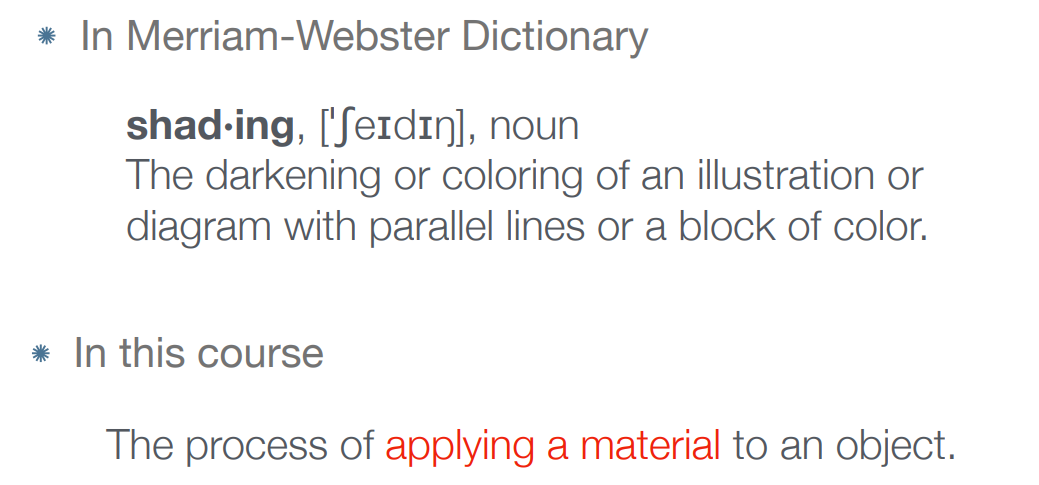 In Merriam-Webster Dictionary
shad·ing, [ˈʃeɪdɪŋ], noun
The darkening or coloring of an illustration or
diagram with parallel lines or a block of color.
In this course
The process of applying a material to an object.